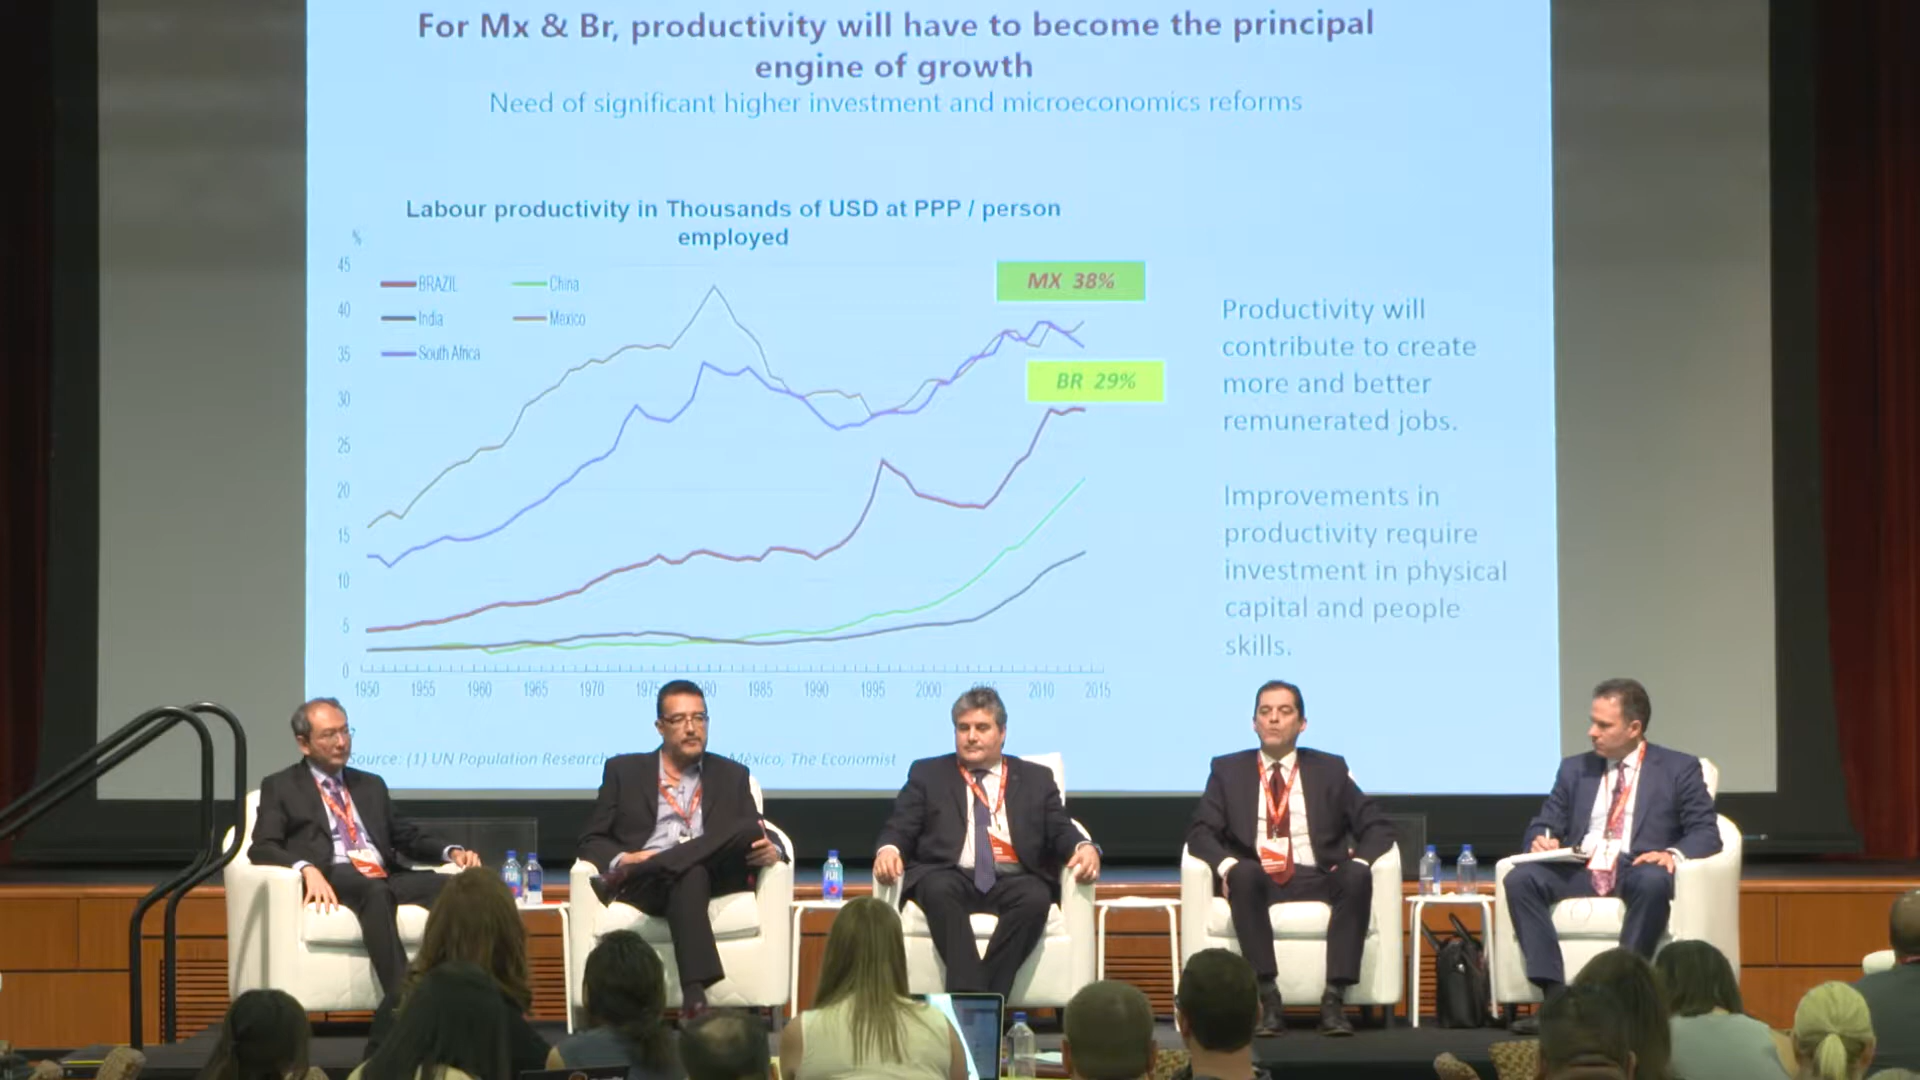 For Mx & Br, productivity will have to become the principal
engine of growth
Need of significant higher investment and microeconomics reforms
Labour productivity in Thousands of USD at PPP / person
employed
%
45
40
35
30
25
20
15
10
5
0
BRAZIL
China
India
Mexico
South Africa
MX 38%
BR 29%
1950 1955 1960 1965 1970 1985 1990 1995 2000 2010 2015
Productivity will
contribute to create
more and better
remunerated jobs.
Improvements in
productivity require
investment in physical
capital and people
skills.
Source: (1) UN Population Research México, The Economist
FIJI
FIJI